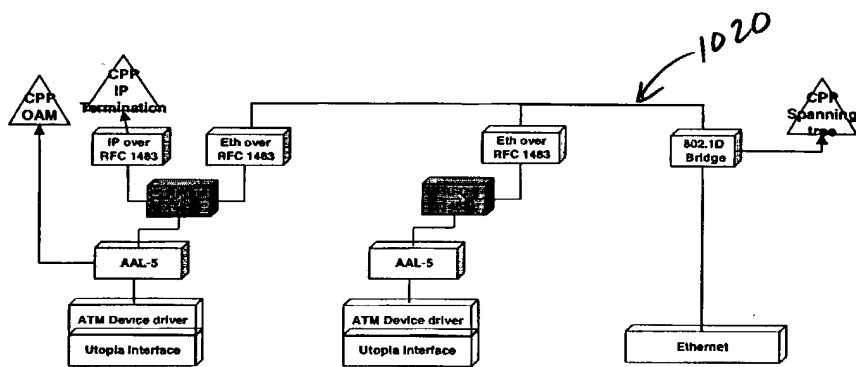 1020
CPP
OAM
CPP
IP
Termination
CPP
Spanning
tree
IP over
RFC 1483
Eth over
RFC 1483
Eth over
RFC 1483
802.1D
Bridge
AAL-5
AAL-5
ATM Device driver
Utopia Interface
ATM Device driver
Utopia Interface
Ethernet